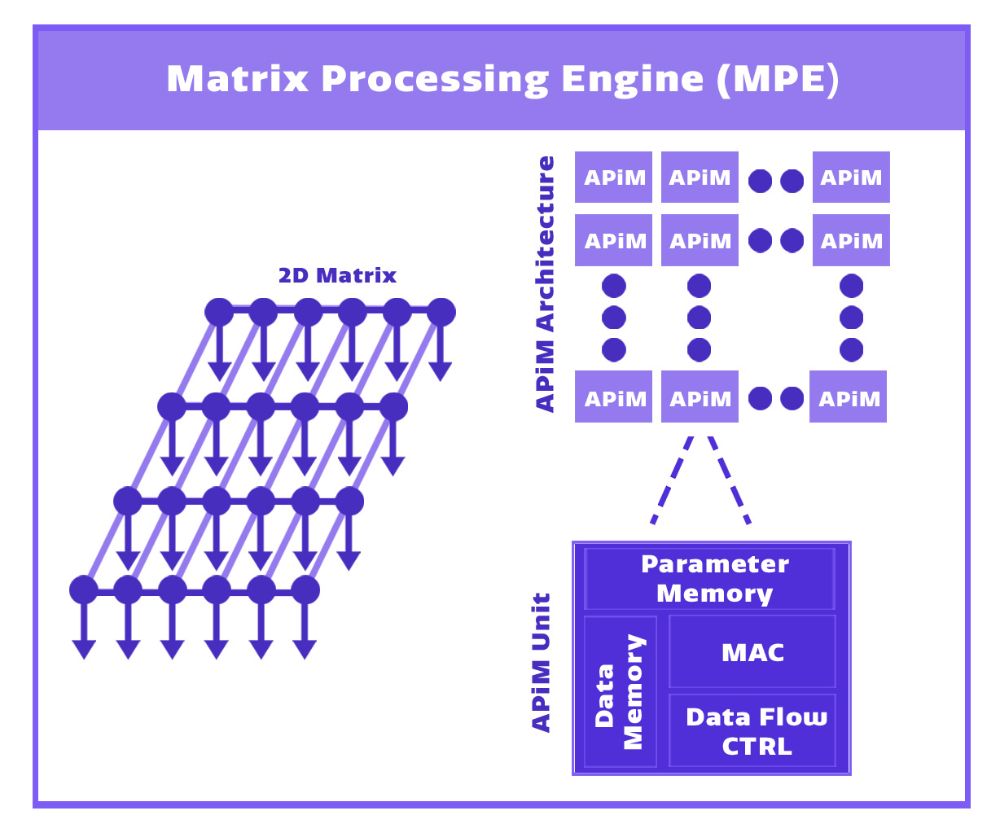 Matrix Processing Engine (MPE)
2D Matrix
APiM Architecture
APiM APiM APiM
APiM APiM APiM
APiM APiM APiM
APiM Unit
Parameter
Memory
Data
Memory
MAC
Data Flow
CTRL